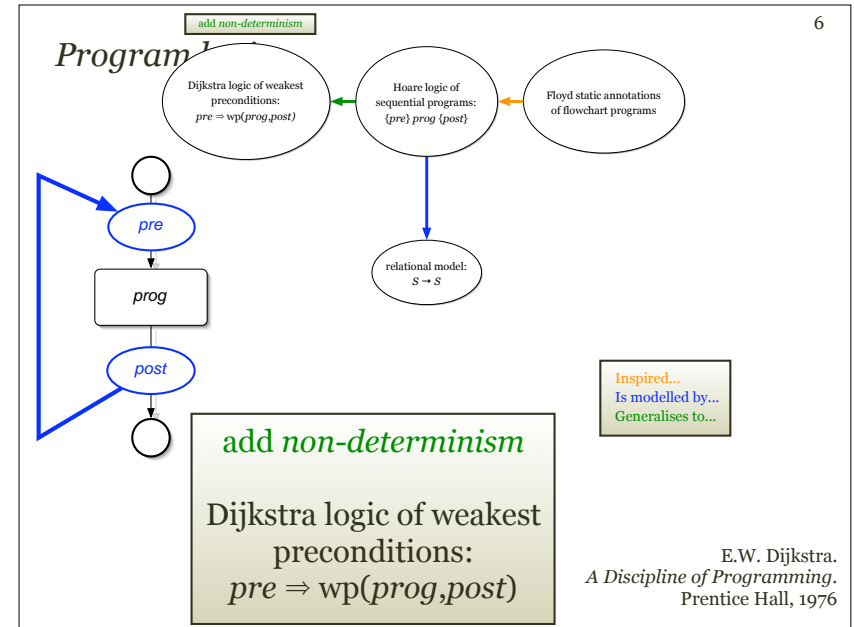 add non-determinism
6
Program
Dijkstra logic of weakest
preconditions:
pre ⇒ wp(prog,post)
Hoare logic of
sequential programs:
{pre} prog {post}
Floyd static annotations
of flowchart programs
pre
prog
post
relational model:
S → S
Inspired...
Is modelled by...
Generalises to...
add non-determinism
Dijkstra logic of weakest
preconditions:
pre ⇒ wp(prog,post)
E.W. Dijkstra.
A Discipline of Programming.
Prentice Hall, 1976